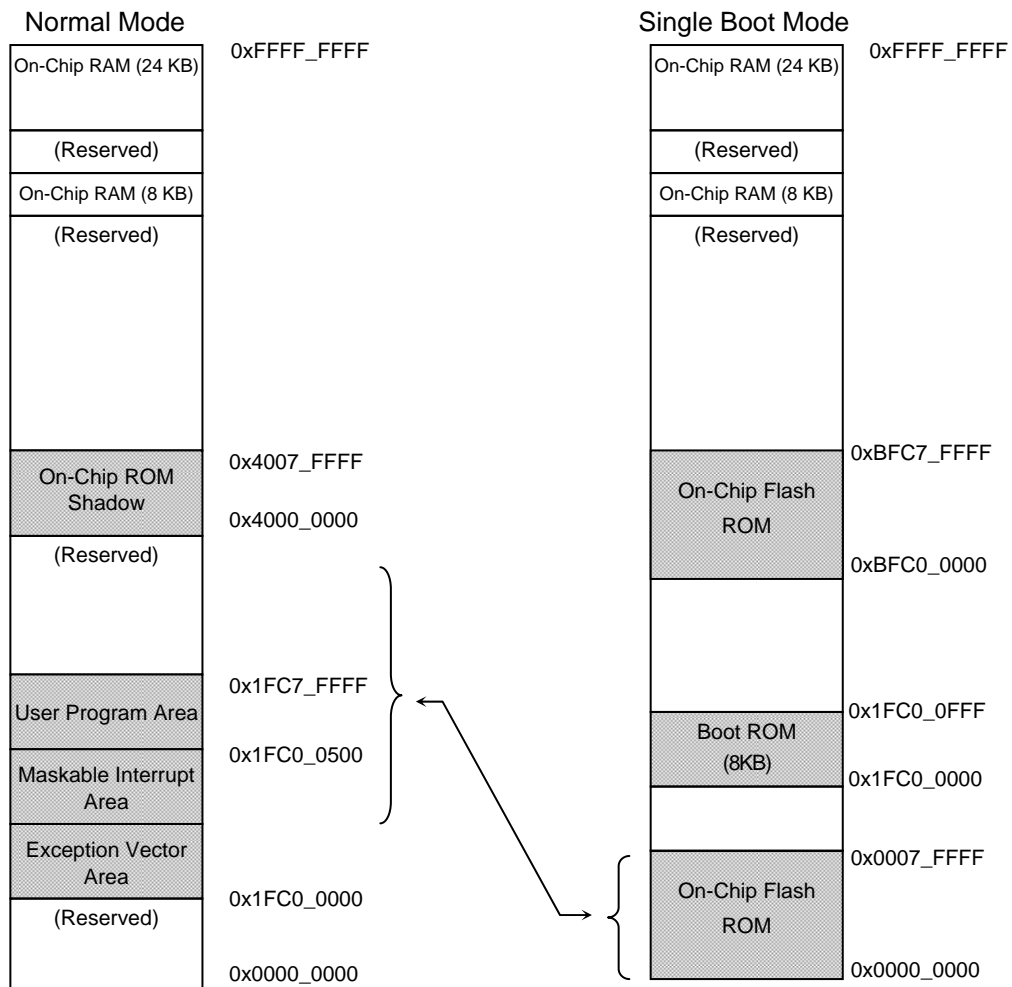 Normal Mode
0xFFFF_FFFF
On-Chip RAM (24 KB)
(Reserved)
On-Chip RAM (8 KB)
(Reserved)
0x4007_FFFF
On-Chip ROM
Shadow
0x4000_0000
(Reserved)
0x1FC7_FFFF
User Program Area
0x1FC0_0500
Maskable Interrupt
Area
Exception Vector
Area
0x1FC0_0000
(Reserved)
0x0000_0000
Single Boot Mode
0xFFFF_FFFF
On-Chip RAM (24 KB)
(Reserved)
On-Chip RAM (8 KB)
(Reserved)
0xBFC7_FFFF
On-Chip Flash
ROM
0xBFC0_0000
0x1FC0_0FFF
Boot ROM
(8KB)
0x1FC0_0000
0x0007_FFFF
On-Chip Flash
ROM
0x0000_0000